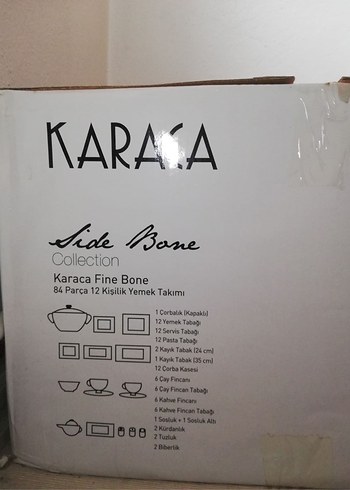 KARACA
Side Bone
Collection
Karaca Fine Bone
84 Parça 12 Kişilik Yemek Takımı
1 Çorbalık (Kapaklı)
12 Yemek Tabağı
12 Servis Tabağı
12 Pasta Tabağı
2 Kayık Tabak (24 cm)
1 Kayık Tabak (35 cm)
12 Çorba Kasesi
6 Çay Fincanı
6 Çay Fincan Tabağı
6 Kahve Fincanı
6 Kahve Fincan Tabağı
1 Sosluk + 1 Sosluk Altı
2 Kürdanlık
2 Tuzluk
2 Biberlik